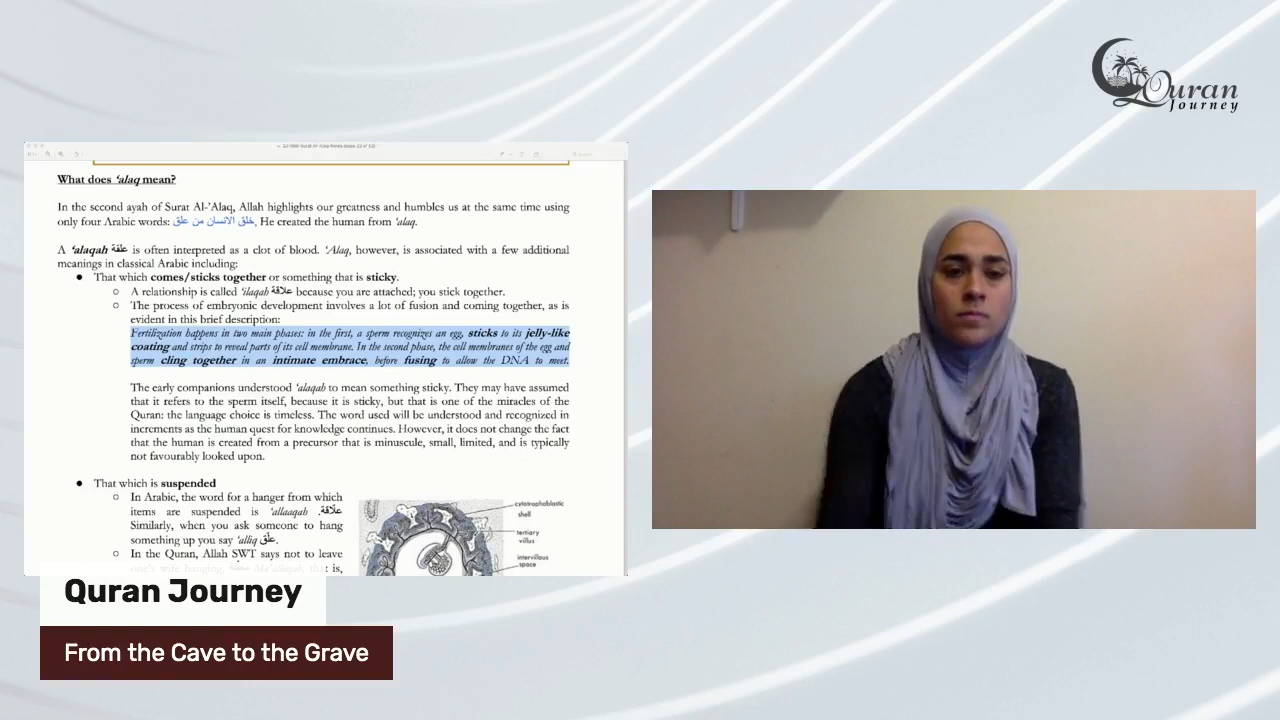 Quran
Journey
What does ‘alaq mean?
In the second ayah of Surat Al-’Alaq, Allah highlights our greatness and humbles us at the same time using
only four Arabic words: خلق الانسان من علق, He created the human from ‘alaq.
A ‘alaqah علقة is often interpreted as a clot of blood. ‘Alaq, however, is associated with a few additional
meanings in classical Arabic including:
● That which comes/sticks together or something that is sticky.
○ A relationship is called ‘ilaqah علاقة because you are attached; you stick together.
○ The process of embryonic development involves a lot of fusion and coming together, as is
evident in this brief description:
Fertilization happens in two main phases: in the first, a sperm recognizes an egg, sticks to its jelly-like
coating and strips to reveal parts of its cell membrane. In the second phase, the cell membranes of the egg and
sperm cling together in an intimate embrace, before fusing to allow the DNA to meet.
The early companions understood ‘alaqah to mean something sticky. They may have assumed
that it refers to the sperm itself, because it is sticky, but that is one of the miracles of the
Quran: the language choice is timeless. The word used will be understood and recognized in
increments as the human quest for knowledge continues. However, it does not change the fact
that the human is created from a precursor that is minuscule, small, limited, and is typically
not favourably looked upon.
● That which is suspended
○ In Arabic, the word for a hanger from which
items are suspended is ‘allaaqah علاقة.
Similarly, when you ask someone to hang
something up you say ‘alliq علّق.
○ In the Quran, Allah SWT says not to leave
one's wife hanging, Mu‘allaqah; that is,
cytotrophoblastic
shell
tertiary
villus
intervillous
space
Quran Journey
From the Cave to the Grave